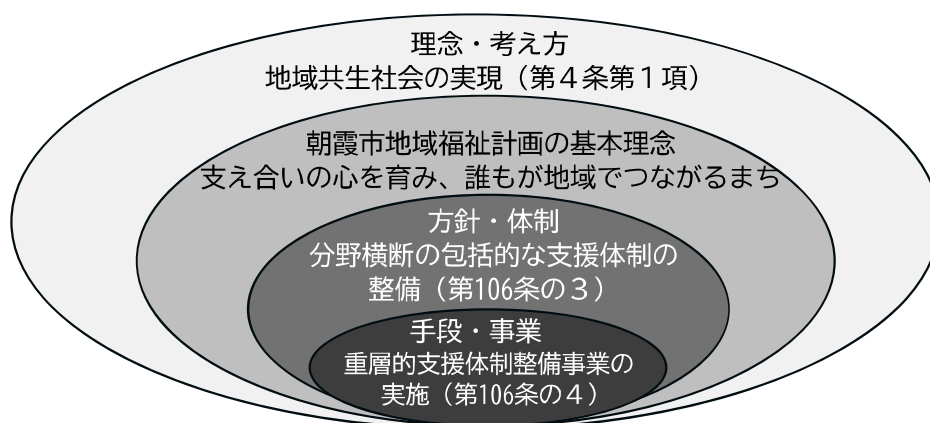 理念・考え方
地域共生社会の実現（第４条第１項）
朝霞市地域福祉計画の基本理念
支え合いの心を育み、誰もが地域でつながるまち
方針・体制
分野横断の包括的な支援体制の
整備（第106条の３）
手段・事業
重層的支援体制整備事業の
実施（第106条の４）